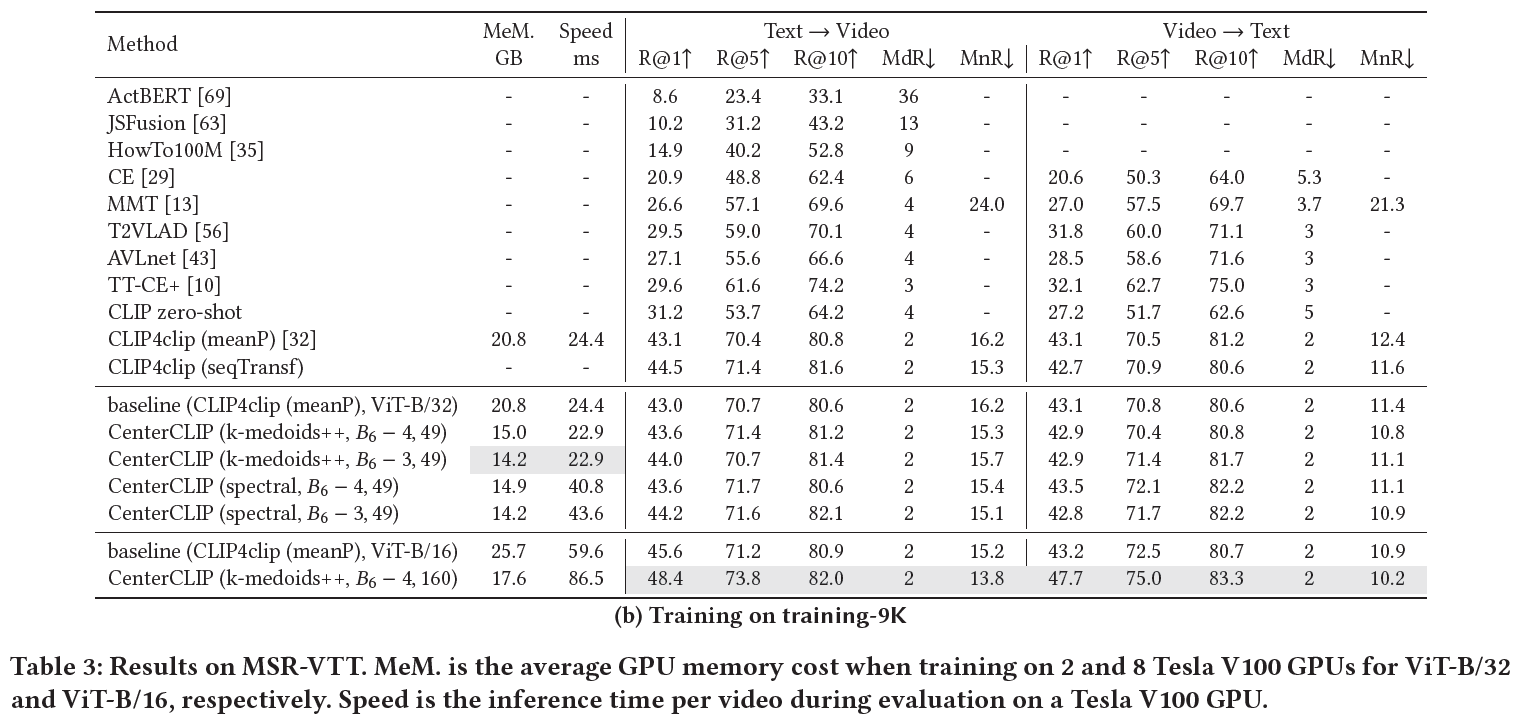 Method MeM. Speed Text → Video Video → Text
GB ms R@1↑ R@5↑ R@10↑ MdR↓ MnR↓ R@1↑ R@5↑ R@10↑ MdR↓ MnR↓
ActBERT [69] - - 8.6 23.4 33.1 36 - - - - - -
JSFusion [63] - - 10.2 31.2 43.2 13 - - - - - -
HowTo100M [35] - - 14.9 40.2 52.8 9 - - - - - -
CE [29] - - 20.9 48.8 62.4 6 - 20.6 50.3 64.0 5.3 -
MMT [13] - - 26.6 57.1 69.6 4 24.0 27.0 57.5 69.7 3.7 21.3
T2VLAD [56] - - 29.5 59.0 70.1 4 - 31.8 60.0 71.1 3 -
AVLnet [43] - - 27.1 55.6 66.6 4 - 28.5 58.6 71.6 3 -
TT-CE+ [10] - - 29.6 61.6 74.2 3 - 32.1 62.7 75.0 3 -
CLIP zero-shot - - 31.2 53.7 64.2 4 - 27.2 51.7 62.6 5 -
CLIP4clip (meanP) [32] 20.8 24.4 43.1 70.4 80.8 2 16.2 43.1 70.5 81.2 2 12.4
CLIP4clip (seqTransf) - - 44.5 71.4 81.6 2 15.3 42.7 70.9 80.6 2 11.6
baseline (CLIP4clip (meanP), ViT-B/32) 20.8 24.4 43.0 70.7 80.6 2 16.2 43.1 70.8 80.6 2 11.4
CenterCLIP (k-medoids++, B₆ − 4, 49) 15.0 22.9 43.6 71.4 81.2 2 15.3 42.9 70.4 80.8 2 10.8
CenterCLIP (k-medoids++, B₆ − 3, 49) 14.2 22.9 44.0 70.7 81.4 2 15.7 42.9 71.4 81.7 2 11.1
CenterCLIP (spectral, B₆ − 4, 49) 14.9 40.8 43.6 71.7 80.6 2 15.4 43.5 72.1 82.2 2 11.1
CenterCLIP (spectral, B₆ − 3, 49) 14.2 43.6 44.2 71.6 82.1 2 15.1 42.8 71.7 82.2 2 10.9
baseline (CLIP4clip (meanP), ViT-B/16) 25.7 59.6 45.6 71.2 80.9 2 15.2 43.2 72.5 80.7 2 10.9
CenterCLIP (k-medoids++, B₆ − 4, 160) 17.6 86.5 48.4 73.8 82.0 2 13.8 47.7 75.0 83.3 2 10.2
(b) Training on training-9K
Table 3: Results on MSR-VTT. MeM. is the average GPU memory cost when training on 2 and 8 Tesla V100 GPUs for ViT-B/32
and ViT-B/16, respectively. Speed is the inference time per video during evaluation on a Tesla V100 GPU.